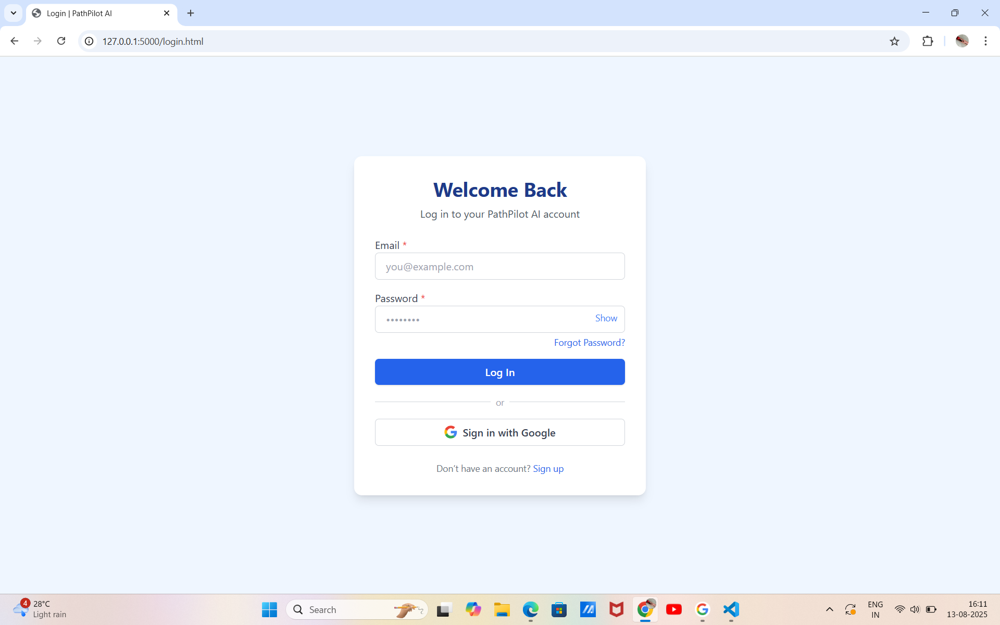 Login | PathPilot AI
127.0.0.1:5000/login.html
Welcome Back
Log in to your PathPilot AI account
Email *
you@example.com
Password *
Show
Forgot Password?
Log In
or
Sign in with Google
Don't have an account? Sign up
4
28°C
Light rain
Search
ENG
IN
16:11
13-08-2025